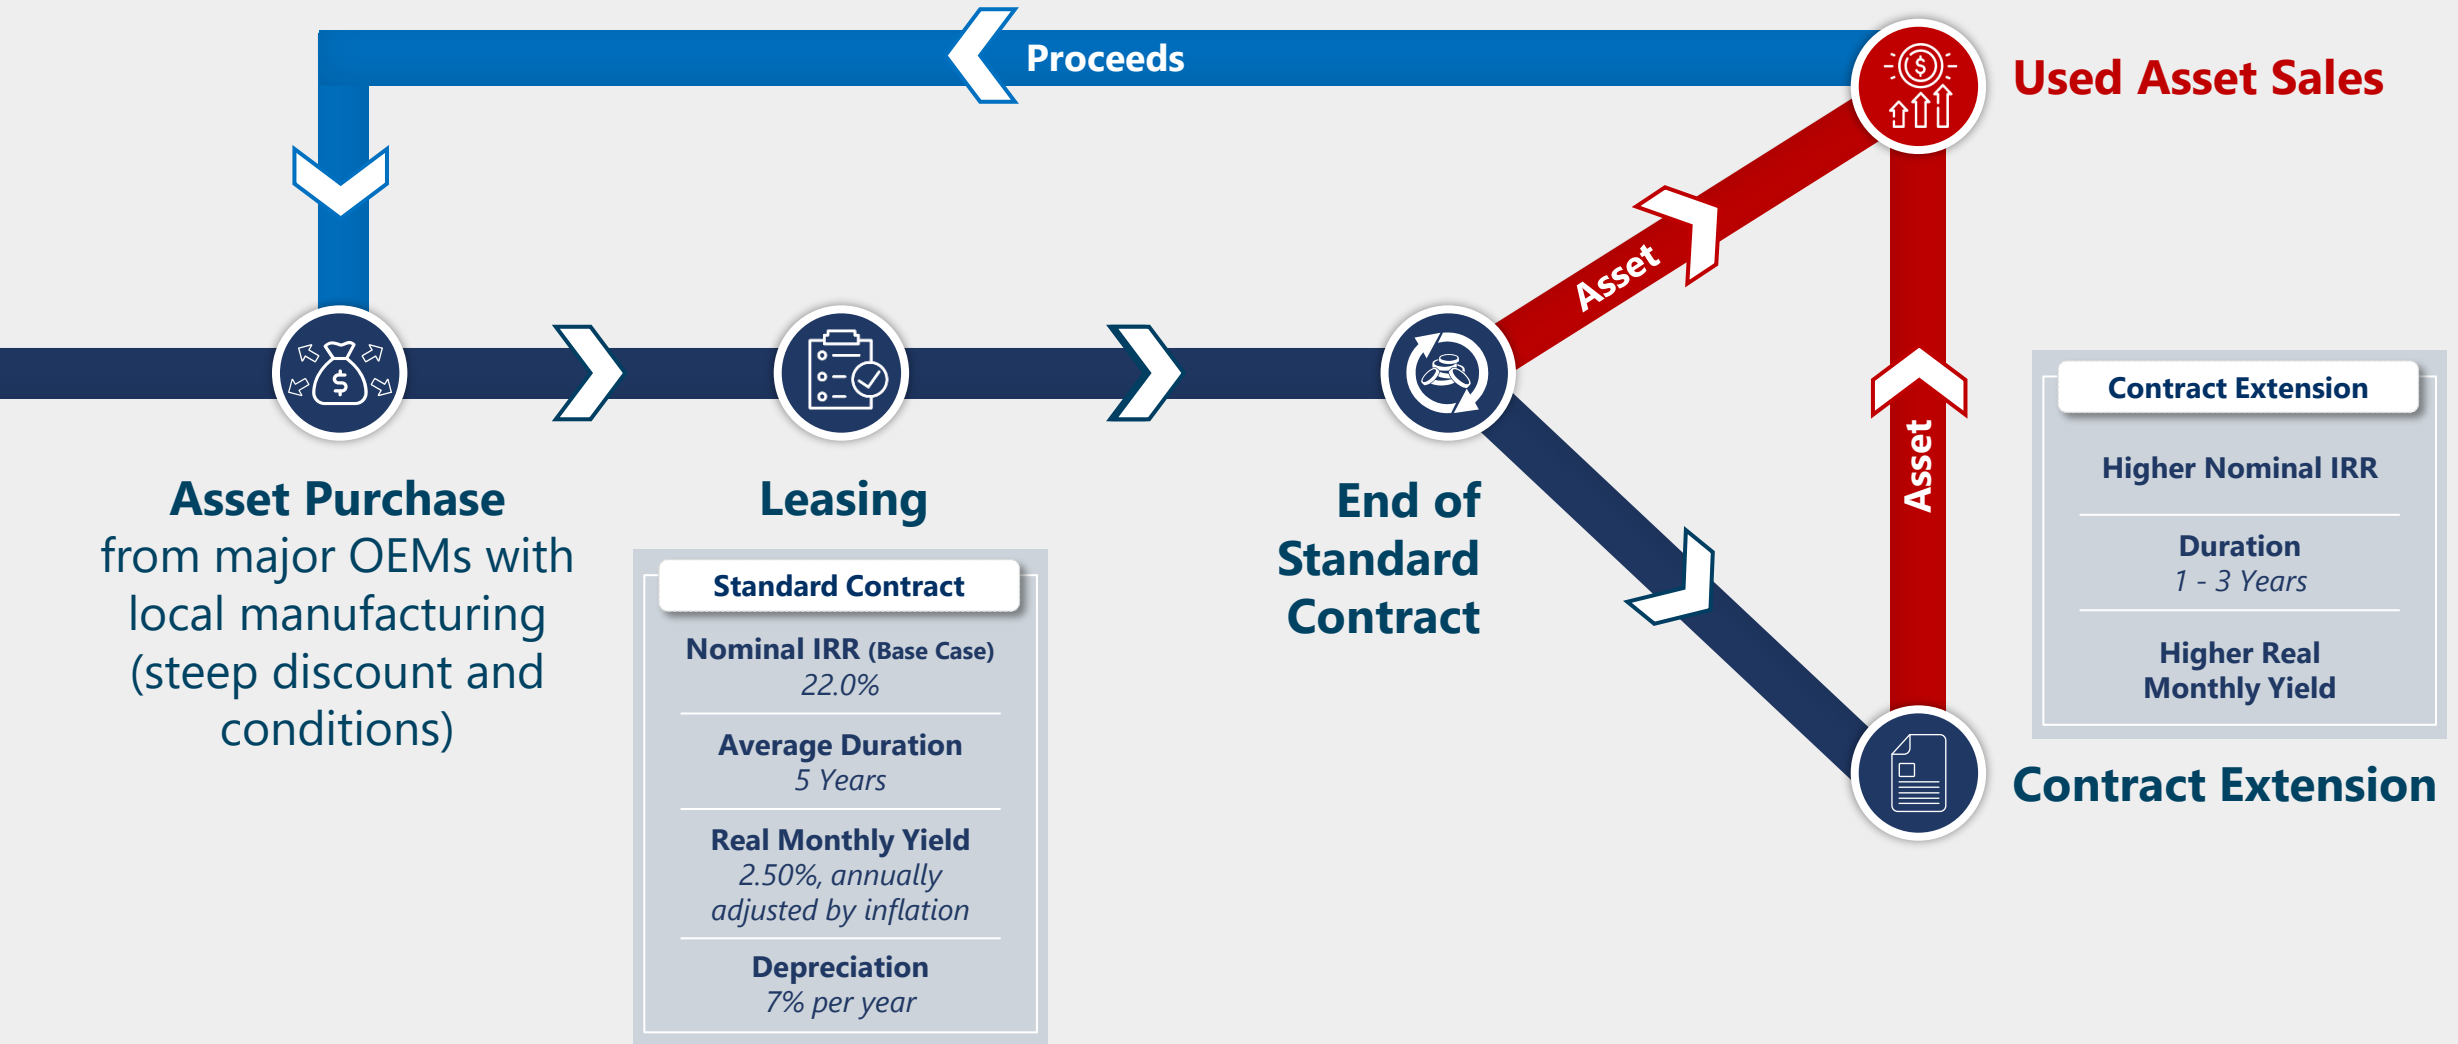 Proceeds
Used Asset Sales
Asset
Asset
Asset Purchase
from major OEMs with
local manufacturing
(steep discount and
conditions)
Leasing
Standard Contract
Nominal IRR (Base Case)
22.0%
Average Duration
5 Years
Real Monthly Yield
2.50%, annually
adjusted by inflation
Depreciation
7% per year
End of
Standard
Contract
Contract Extension
Higher Nominal IRR
Duration
1 - 3 Years
Higher Real
Monthly Yield
Contract Extension